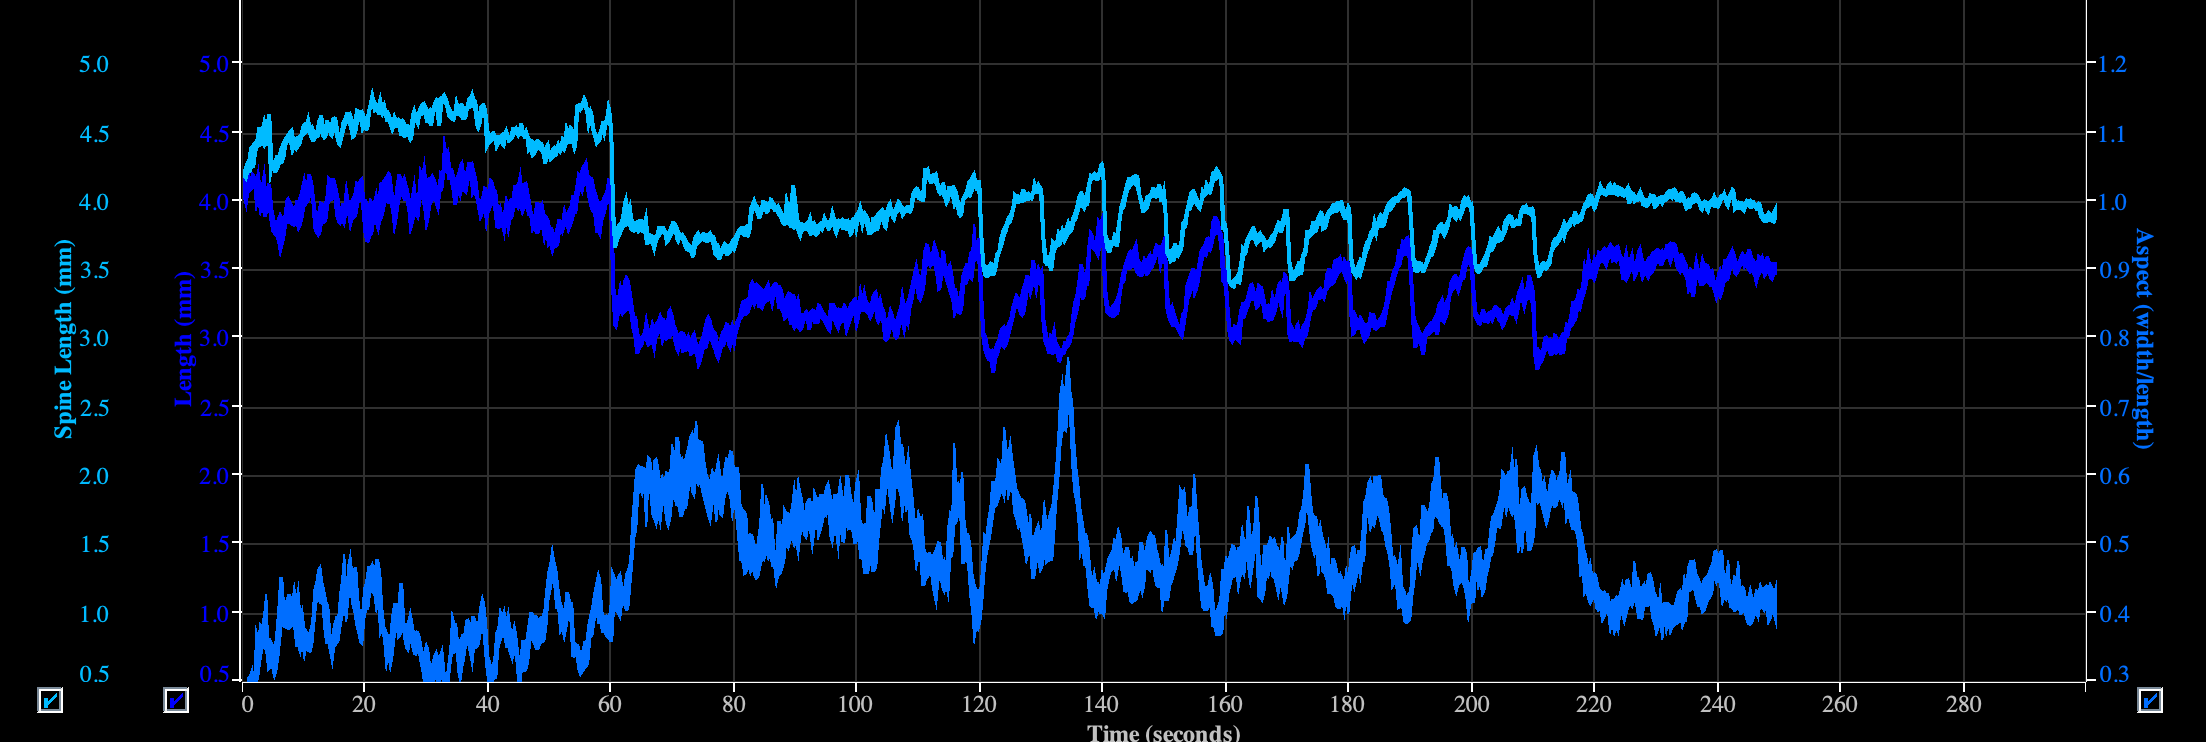 5.0 5.0 1.2
4.5 4.5 1.1
4.0 4.0 1.0
3.5 3.5 0.9
3.0 3.0 0.8
2.5 2.5 0.7
2.0 2.0 0.6
1.5 1.5 0.5
1.0 1.0 0.4
0.5 0.5 0.3
Spine Length (mm)
Length (mm)
Aspect (width/length)
0 20 40 60 80 100 120 140 160 180 200 220 240 260 280
Time (seconds)